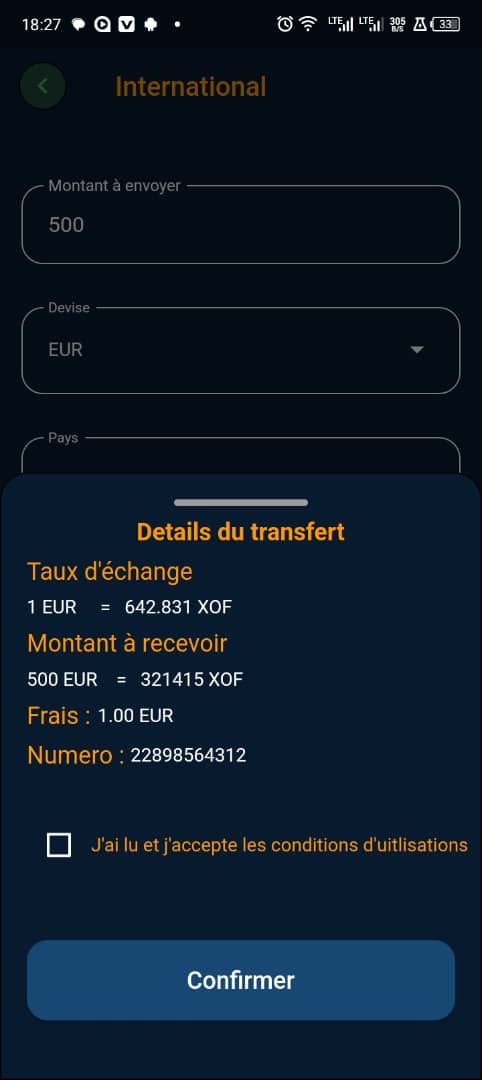 18:27
LTE LTE 305 B/S 33
International
Montant à envoyer
500
Devise
EUR
Pays
Details du transfert
Taux d'échange
1 EUR = 642.831 XOF
Montant à recevoir
500 EUR = 321415 XOF
Frais : 1.00 EUR
Numero : 22898564312
J'ai lu et j'accepte les conditions d'uitlisations
Confirmer